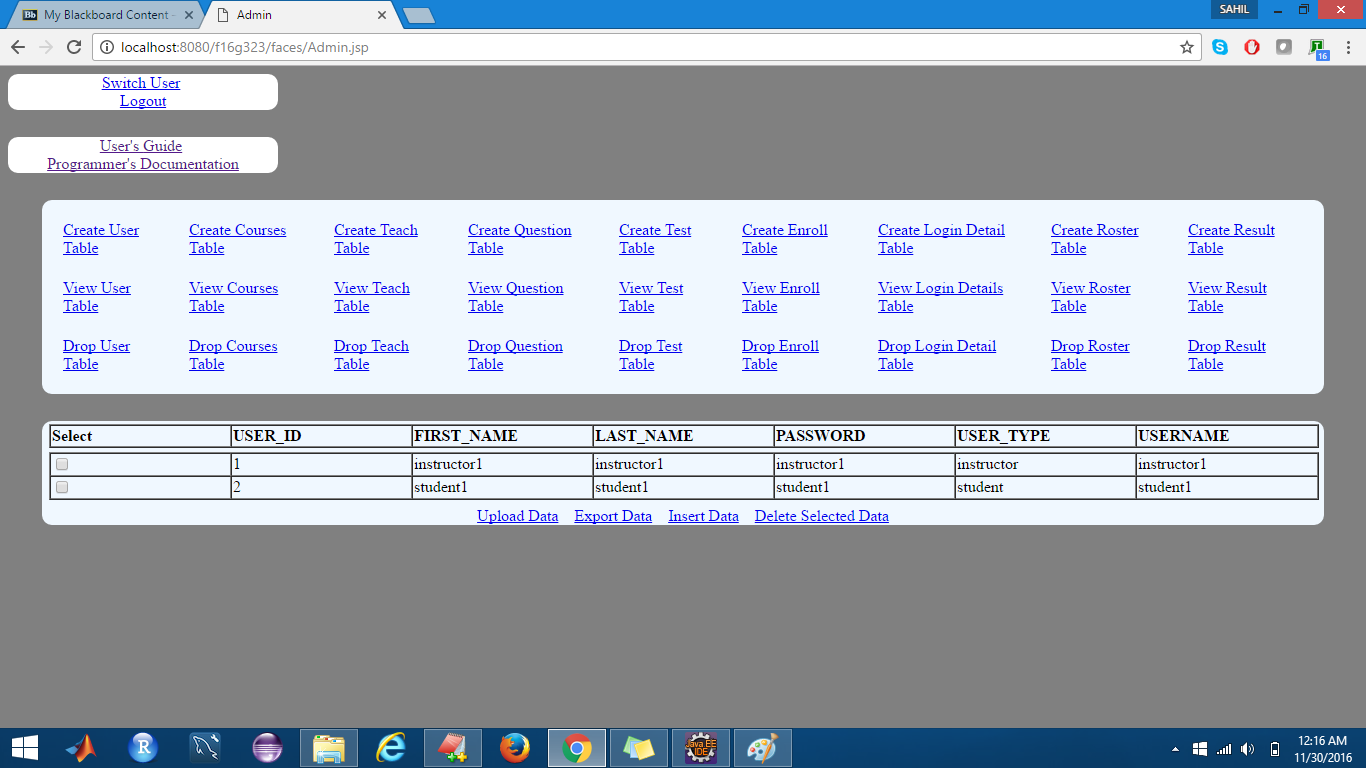 My Blackboard Content -
Admin
SAHIL
localhost:8080/f16g323/faces/Admin.jsp
16
Switch User
Logout
User's Guide
Programmer's Documentation
Create User Table
Create Courses Table
Create Teach Table
Create Question Table
Create Test Table
Create Enroll Table
Create Login Detail Table
Create Roster Table
Create Result Table
View User Table
View Courses Table
View Teach Table
View Question Table
View Test Table
View Enroll Table
View Login Details Table
View Roster Table
View Result Table
Drop User Table
Drop Courses Table
Drop Teach Table
Drop Question Table
Drop Test Table
Drop Enroll Table
Drop Login Detail Table
Drop Roster Table
Drop Result Table
Select USER_ID FIRST_NAME LAST_NAME PASSWORD USER_TYPE USERNAME
1 instructor1 instructor1 instructor1 instructor instructor1
2 student1 student1 student1 student student1
Upload Data Export Data Insert Data Delete Selected Data
Java EE
IDE
12:16 AM
11/30/2016